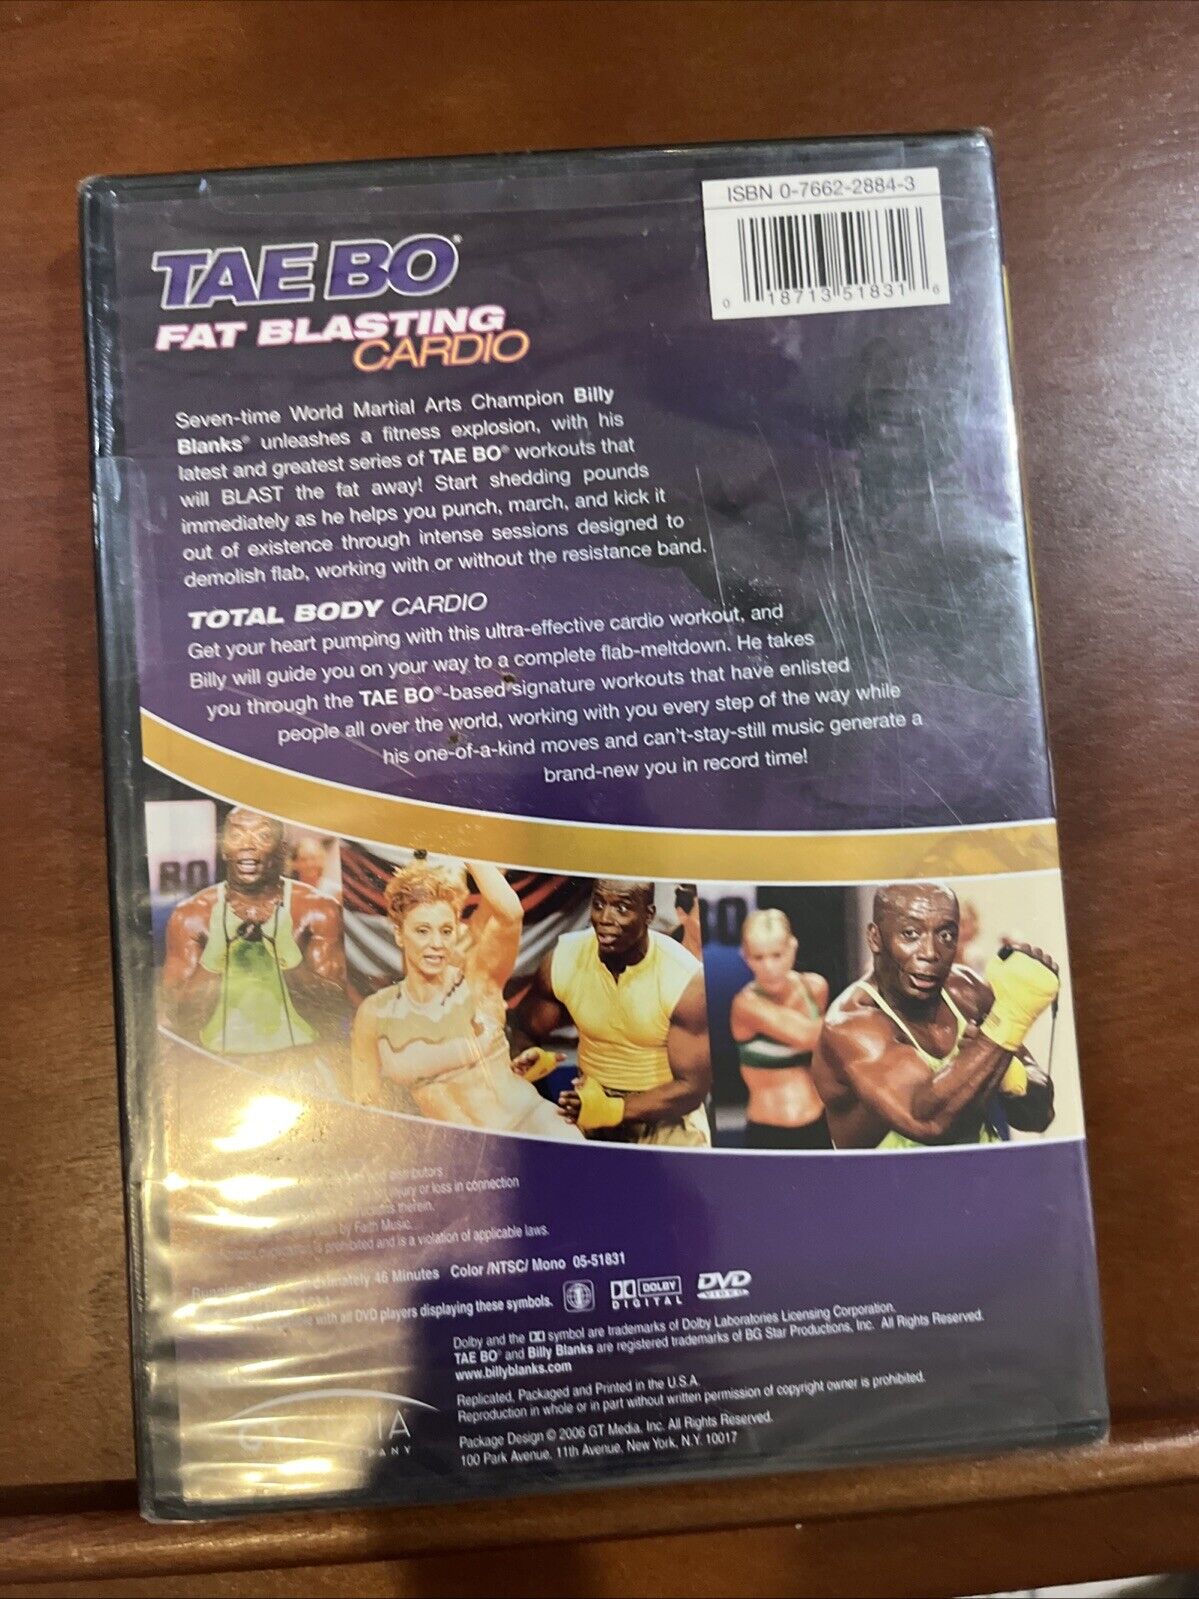 ISBN 0-7662-2884-3
0 18713 51831 6
TAE BO®
FAT BLASTING
CARDIO
Seven-time World Martial Arts Champion Billy
Blanks® unleashes a fitness explosion, with his
latest and greatest series of TAE BO® workouts that
will BLAST the fat away! Start shedding pounds
immediately as he helps you punch, march, and kick it
out of existence through intense sessions designed to
demolish flab, working with or without the resistance band.
TOTAL BODY CARDIO
Get your heart pumping with this ultra-effective cardio workout, and
Billy will guide you on your way to a complete flab-meltdown. He takes
you through the TAE BO®-based signature workouts that have enlisted
people all over the world, working with you every step of the way while
his one-of-a-kind moves and can't-stay-still music generate a
brand-new you in record time!
BO
BO
and distributors
injury or loss in connection
therein.
by Faith Music.
duplication is prohibited and is a violation of applicable laws.
46 Minutes Color /NTSC/ Mono 05-51831
with all DVD players displaying these symbols.
DOLBY
DIGITAL
DVD
VIDEO
Dolby and the symbol are trademarks of Dolby Laboratories Licensing Corporation.
TAE BO® and Billy Blanks are registered trademarks of BG Star Productions, Inc. All Rights Reserved.
www.billyblanks.com
Replicated, Packaged and Printed in the U.S.A.
Reproduction in whole or in part without written permission of copyright owner is prohibited.
Package Design © 2006 GT Media, Inc. All Rights Reserved.
100 Park Avenue, 11th Avenue, New York, N.Y. 10017